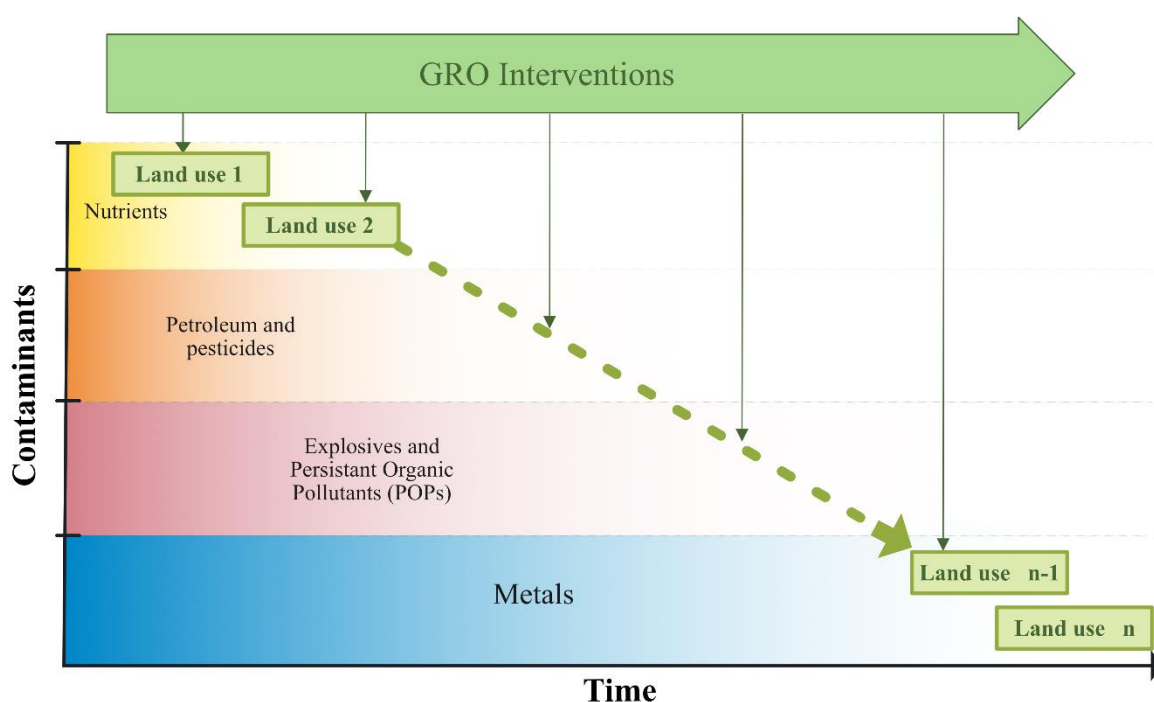 GRO Interventions
Land use 1
Nutrients
Land use 2
Petroleum and
pesticides
Explosives and
Persistant Organic
Pollutants (POPs)
Metals
Land use n-1
Land use n
Contaminants
Time